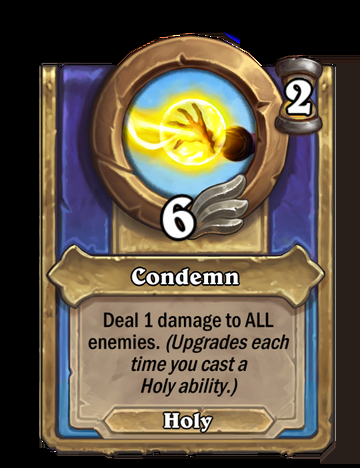 2
6
Condemn
Deal 1 damage to ALL
enemies. (Upgrades each
time you cast a
Holy ability.)
Holy